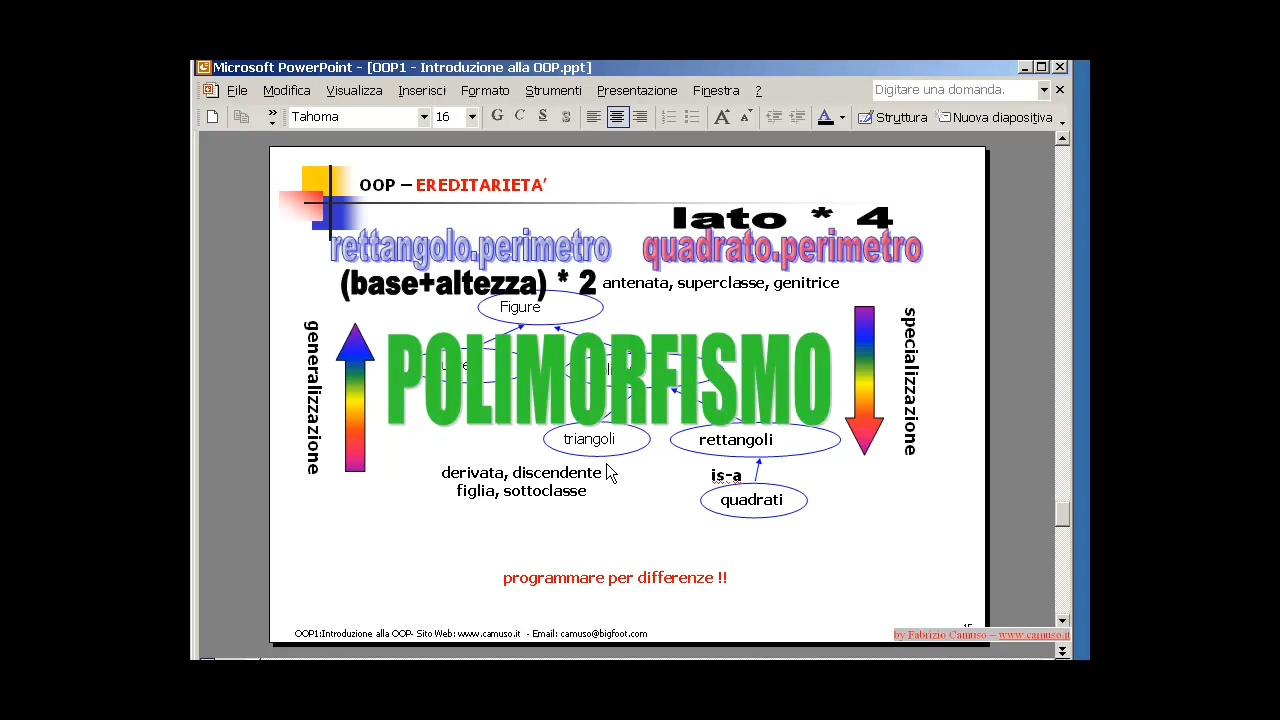 Microsoft PowerPoint - [OOP1 - Introduzione alla OOP.ppt]
File Modifica Visualizza Inserisci Formato Strumenti Presentazione Finestra ? Digitare una domanda.
Tahoma 16 G C S S Struttura Nuova diapositiva
OOP – EREDITARIETA’
lato * 4
rettangolo.perimetro quadrato.perimetro
(base+altezza) * 2 antenata, superclasse, genitrice
Figure
generalizzazione
specializzazione
POLIMORFISMO
triangoli rettangoli
derivata, discendente
figlia, sottoclasse
is-a
quadrati
programmare per differenze !!
OOP1:Introduzione alla OOP- Sito Web: www.camuso.it - Email: camuso@bigfoot.com
by Fabrizio Camuso – www.camuso.it